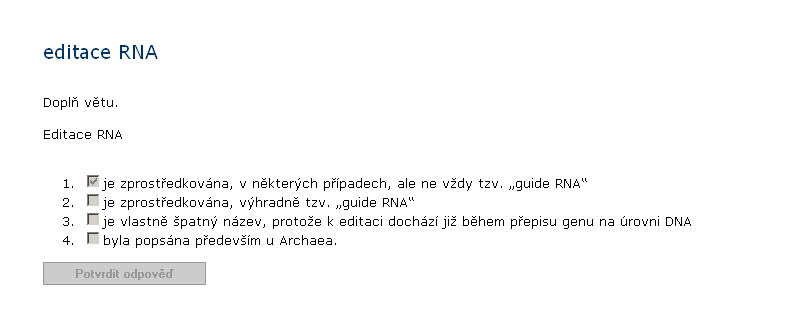 editace RNA
Doplň větu.
Editace RNA
1. je zprostředkována, v některých případech, ale ne vždy tzv. „guide RNA“
2. je zprostředkována, výhradně tzv. „guide RNA“
3. je vlastně špatný název, protože k editaci dochází již během přepisu genu na úrovni DNA
4. byla popsána především u Archaea.
Potvrdit odpověď